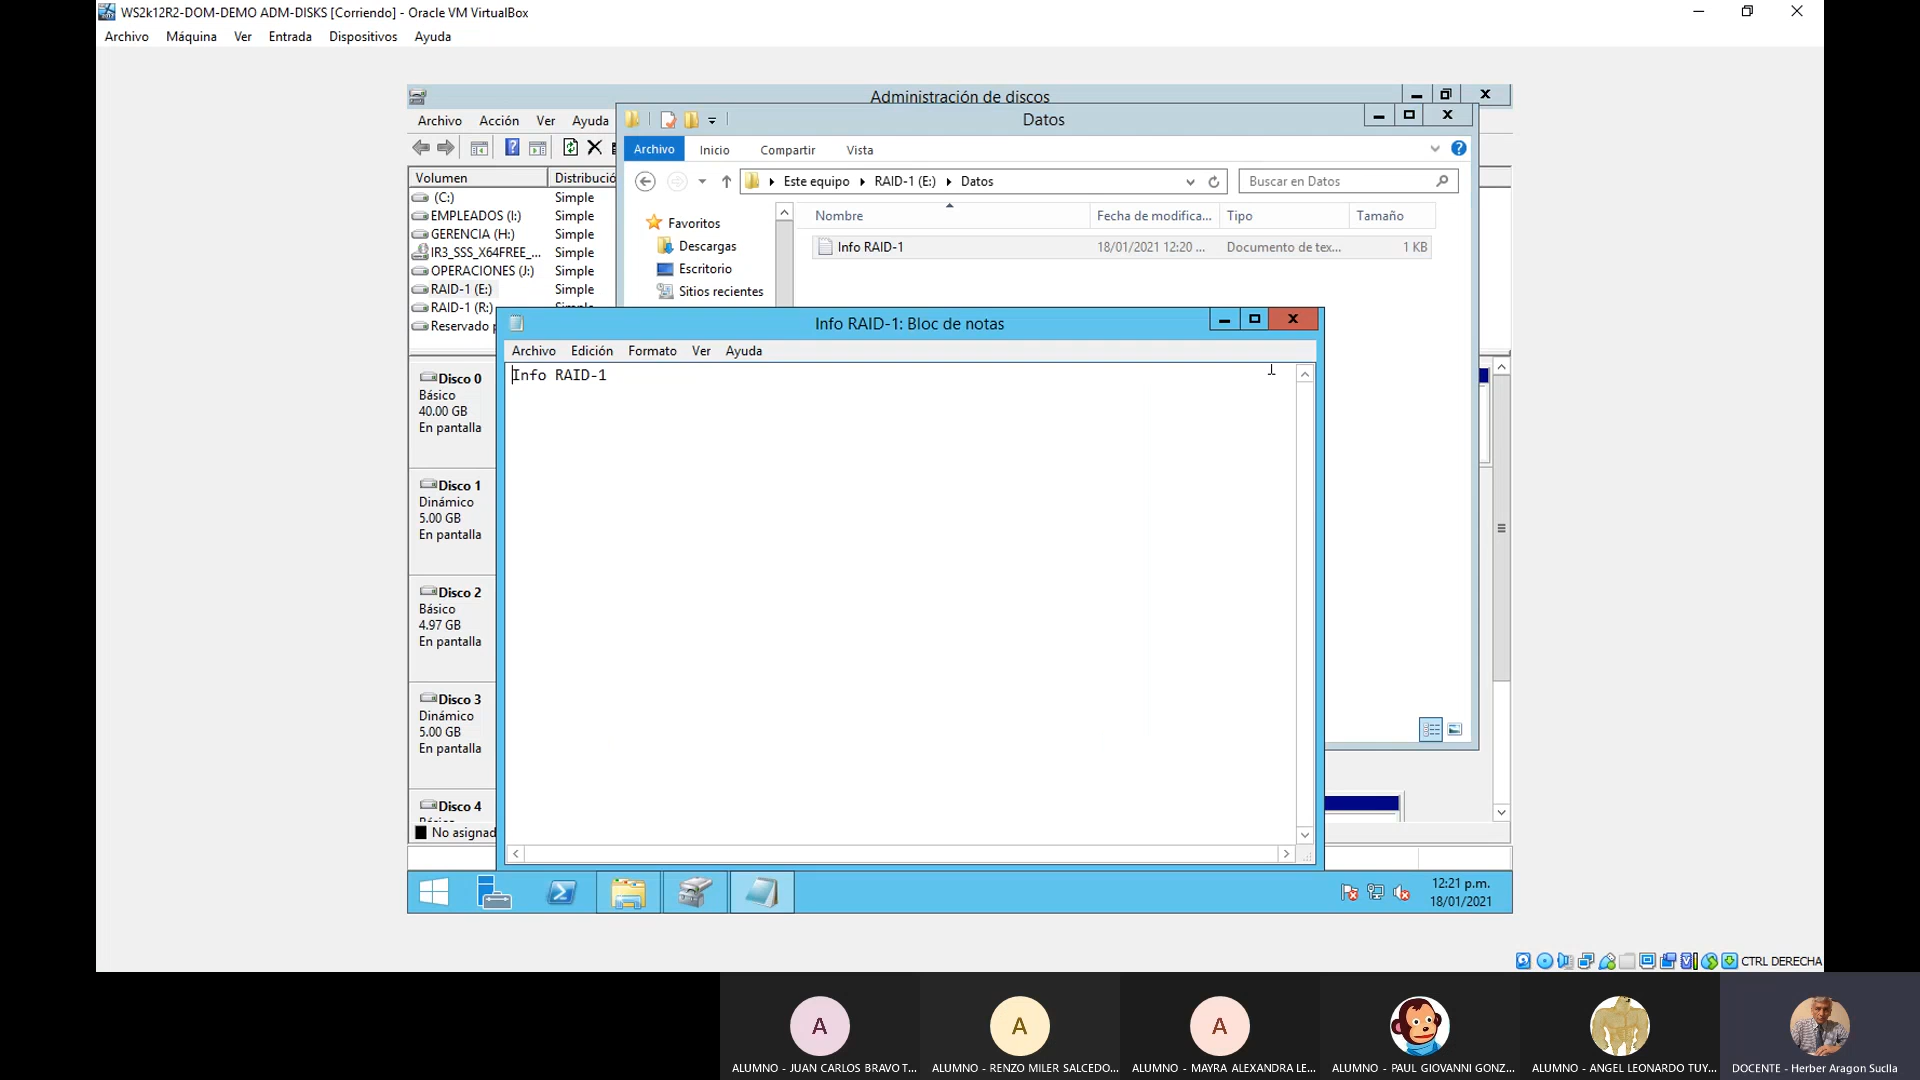 WS2k12R2-DOM-DEMO ADM-DISKS [Corriendo] - Oracle VM VirtualBox
Archivo Máquina Ver Entrada Dispositivos Ayuda
Administración de discos
Archivo Acción Ver Ayuda
Datos
Archivo Inicio Compartir Vista
Este equipo RAID-1 (E:) Datos
Buscar en Datos
Volumen Distribució
(C:) Simple
EMPLEADOS (I:) Simple
GERENCIA (H:) Simple
IR3_SSS_X64FREE_... Simple
OPERACIONES (J:) Simple
RAID-1 (E:) Simple
RAID-1 (R:)
Reservado
Favoritos
Descargas
Escritorio
Sitios recientes
Nombre Fecha de modifica... Tipo Tamaño
Info RAID-1 18/01/2021 12:20 ... Documento de tex... 1 KB
Info RAID-1: Bloc de notas
Archivo Edición Formato Ver Ayuda
Info RAID-1
Disco 0
Básico
40.00 GB
En pantalla
Disco 1
Dinámico
5.00 GB
En pantalla
Disco 2
Básico
4.97 GB
En pantalla
Disco 3
Dinámico
5.00 GB
En pantalla
Disco 4
No asignad
12:21 p.m.
18/01/2021
CTRL DERECHA
A A A
ALUMNO - JUAN CARLOS BRAVO T...
ALUMNO - RENZO MILER SALCEDO...
ALUMNO - MAYRA ALEXANDRA LE...
ALUMNO - PAUL GIOVANNI GONZ...
ALUMNO - ANGEL LEONARDO TUY...
DOCENTE - Herber Aragon Suclla